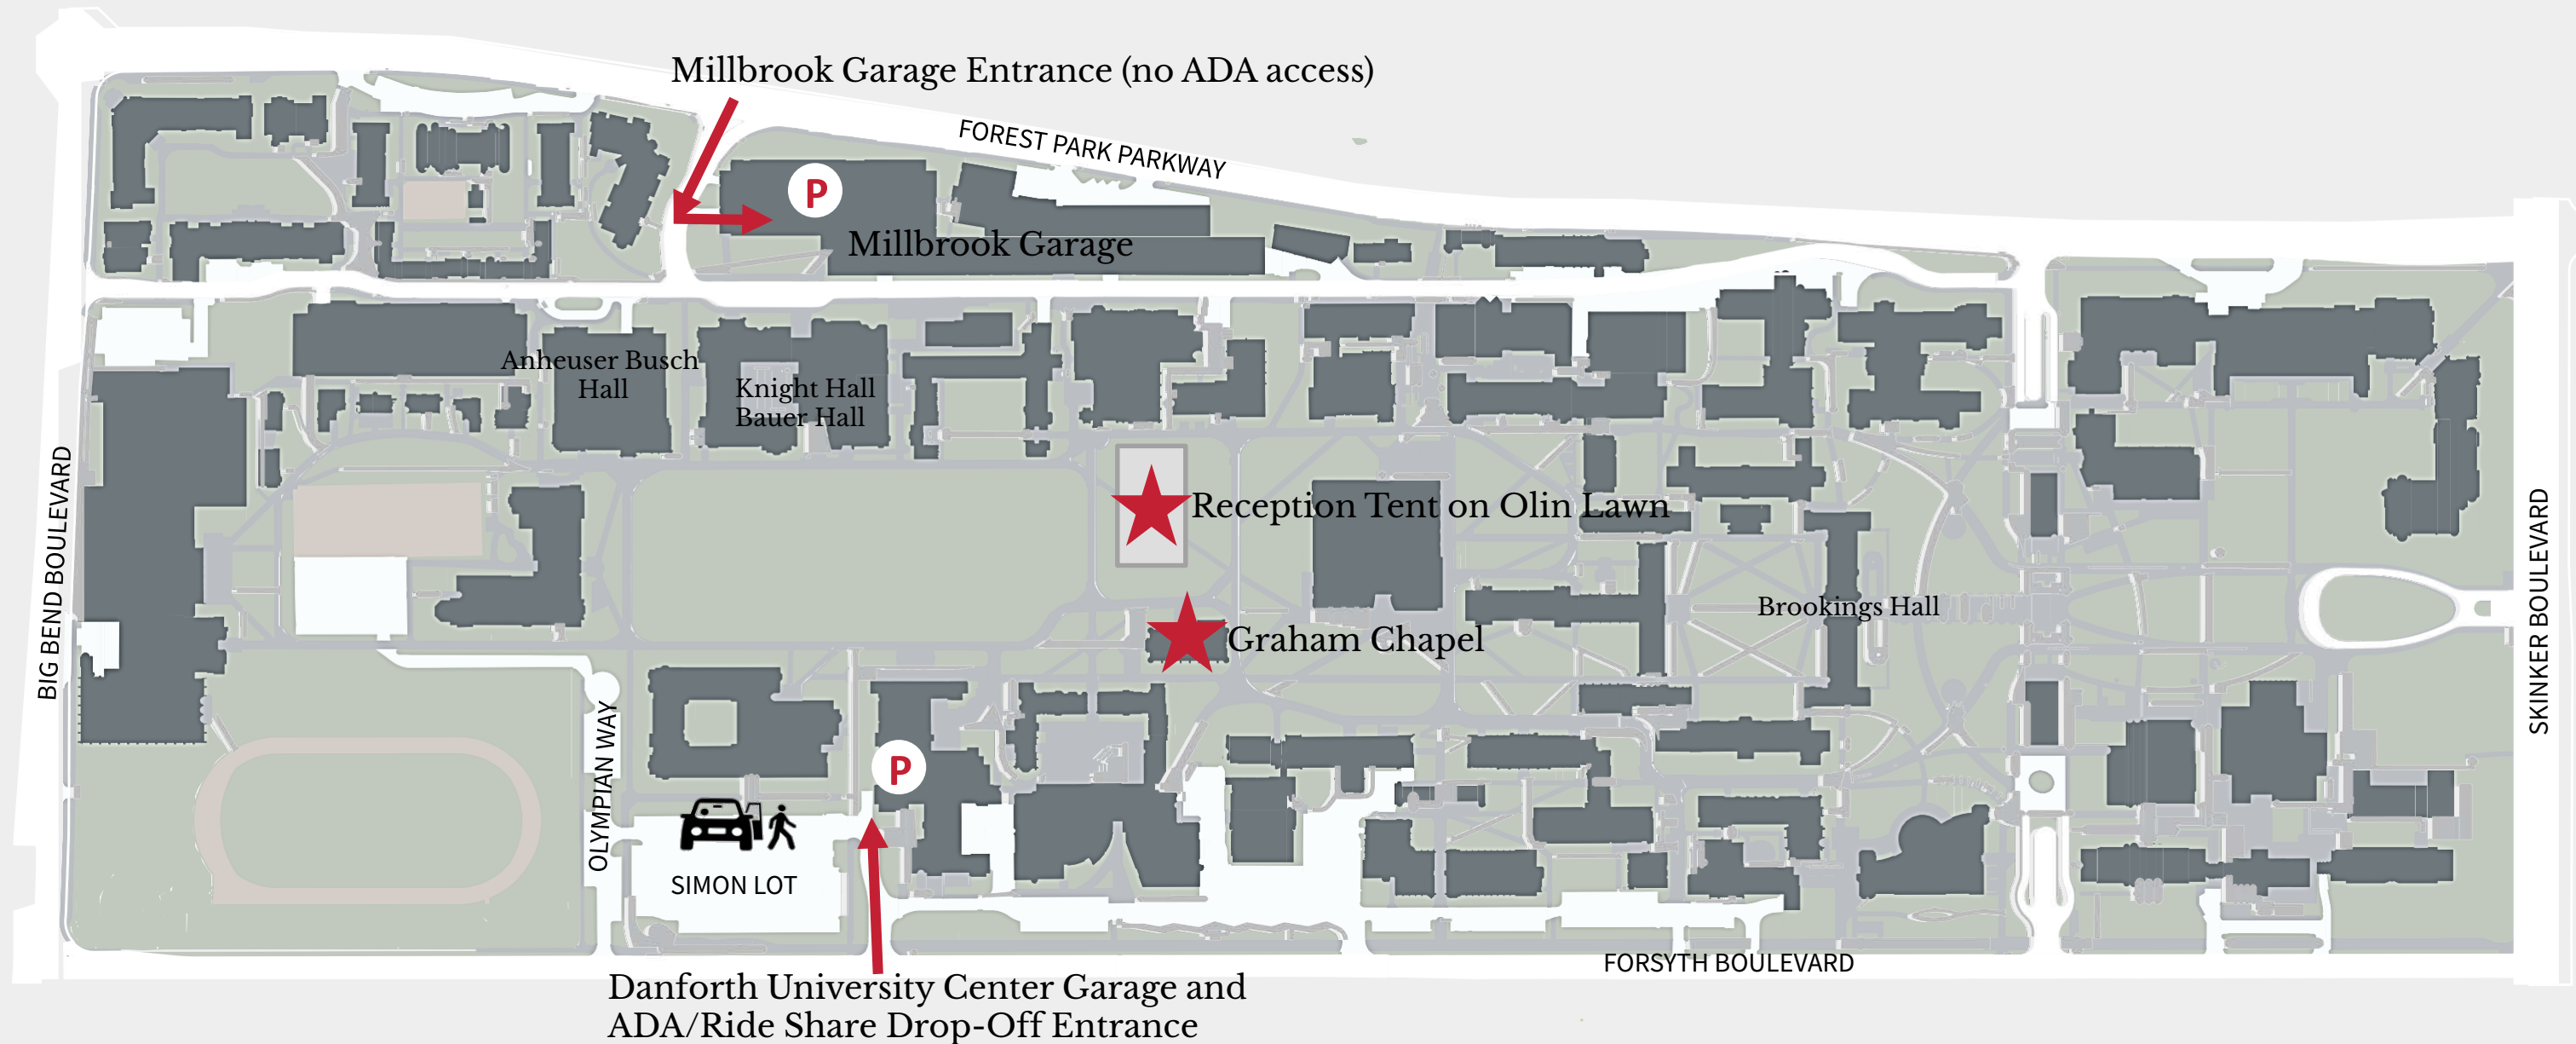 Millbrook Garage Entrance (no ADA access)
FOREST PARK PARKWAY
P
Millbrook Garage
Anheuser Busch
Hall
Knight Hall
Bauer Hall
BIG BEND BOULEVARD
Reception Tent on Olin Lawn
SKINKER BOULEVARD
Brookings Hall
Graham Chapel
OLYMPIAN WAY
P
SIMON LOT
FORSYTH BOULEVARD
Danforth University Center Garage and
ADA/Ride Share Drop-Off Entrance